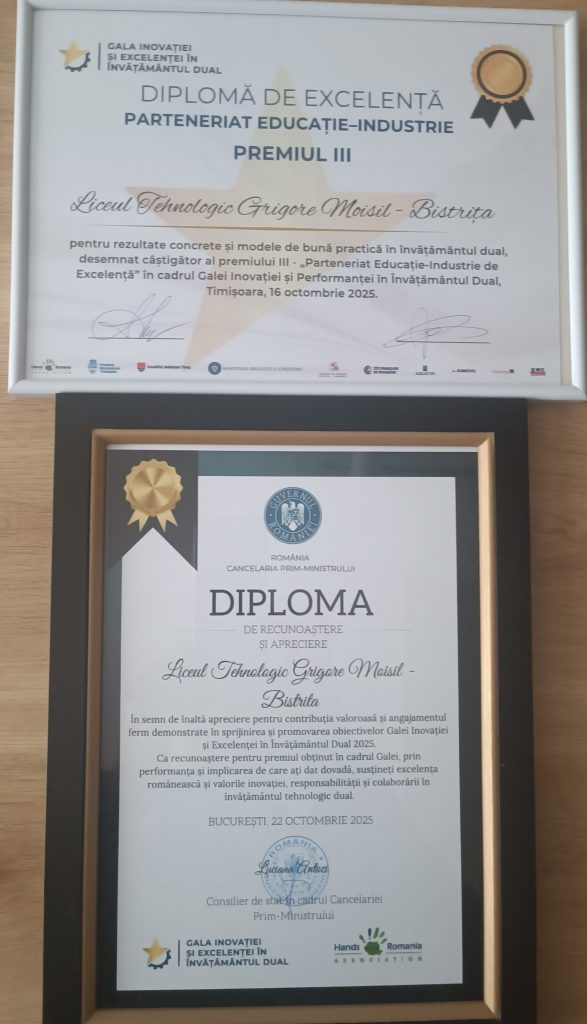 GALA INOVAȚIEI
ȘI EXCELENȚEI ÎN
ÎNVĂȚĂMÂNTUL DUAL
DIPLOMĂ DE EXCELENȚĂ
PARTENERIAT EDUCAȚIE–INDUSTRIE
PREMIUL III
Liceul Tehnologic Grigore Moisil - Bistrița
pentru rezultate concrete și modele de bună practică în învățământul dual,
desemnat câștigător al premiului III - „Parteneriat Educație-Industrie de
Excelență” în cadrul Galei Inovației și Performanței în Învățământul Dual,
Timișoara, 16 octombrie 2025.
Hands Romania
ASSOCIATION
GUVERNUL ROMÂNIEI
ROMÂNIA
CANCELARIA PRIM-MINISTRULUI
DIPLOMA
DE RECUNOAȘTERE
ȘI APRECIERE
Liceul Tehnologic Grigore Moisil -
Bistrita
În semn de înaltă apreciere pentru contribuția valoroasă și angajamentul
ferm demonstrate în sprijinirea și promovarea obiectivelor Galei Inovației
și Excelenței în Învățământul Dual 2025.
Ca recunoaștere pentru premiul obținut în cadrul Galei, prin
performanța și implicarea de care ați dat dovadă, susțineți excelența
românească și valorile inovației, responsabilității și colaborării în
învățământul tehnologic dual.
BUCUREȘTI, 22 OCTOMBRIE 2025
ROMÂNIA
Luciana Antoci
Consilier de stat în cadrul Cancelariei
Prim-Ministrului
GALA INOVAȚIEI
ȘI EXCELENȚEI ÎN
ÎNVĂȚĂMÂNTUL DUAL
Hands Romania
ASSOCIATION